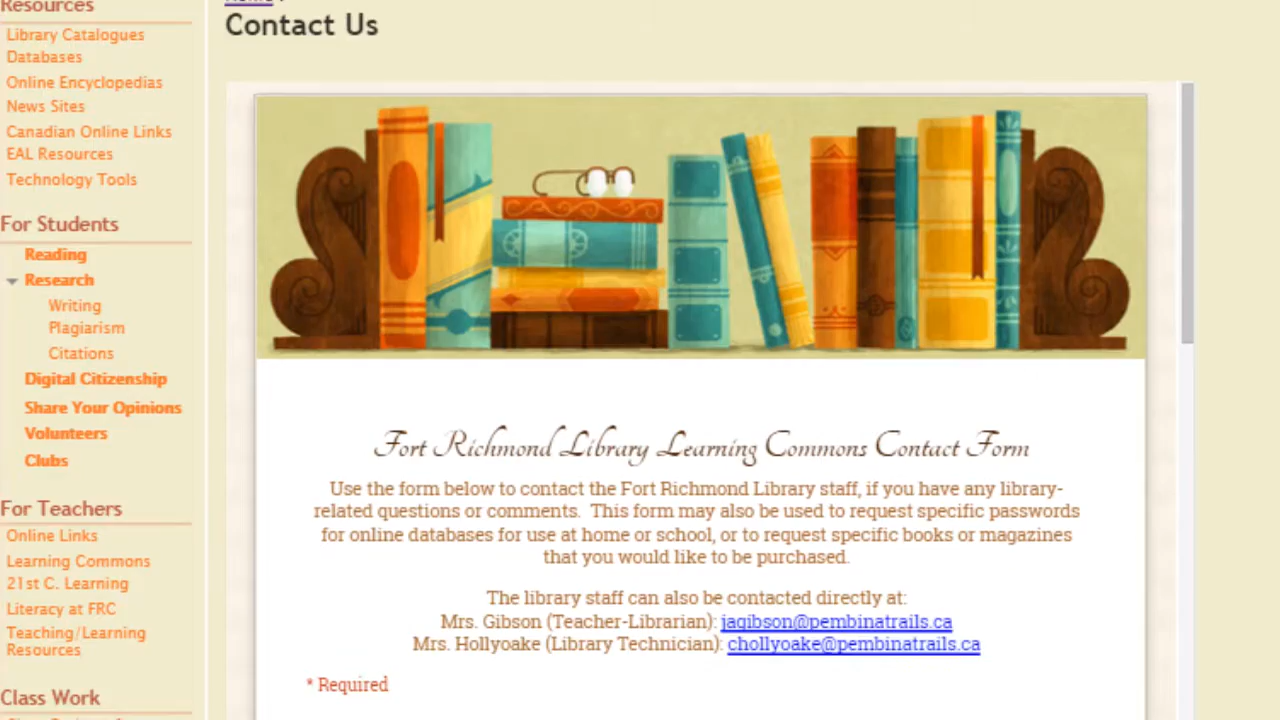 Resources
Library Catalogues
Databases
Online Encyclopedias
News Sites
Canadian Online Links
EAL Resources
Technology Tools
For Students
Reading
Research
Writing
Plagiarism
Citations
Digital Citizenship
Share Your Opinions
Volunteers
Clubs
For Teachers
Online Links
Learning Commons
21st C. Learning
Literacy at FRC
Teaching/Learning
Resources
Class Work
Contact Us
Fort Richmond Library Learning Commons Contact Form
Use the form below to contact the Fort Richmond Library staff, if you have any library-
related questions or comments. This form may also be used to request specific passwords
for online databases for use at home or school, or to request specific books or magazines
that you would like to be purchased.
The library staff can also be contacted directly at:
Mrs. Gibson (Teacher-Librarian): jagibson@pembinatrails.ca
Mrs. Hollyoake (Library Technician): chollyoake@pembinatrails.ca
* Required